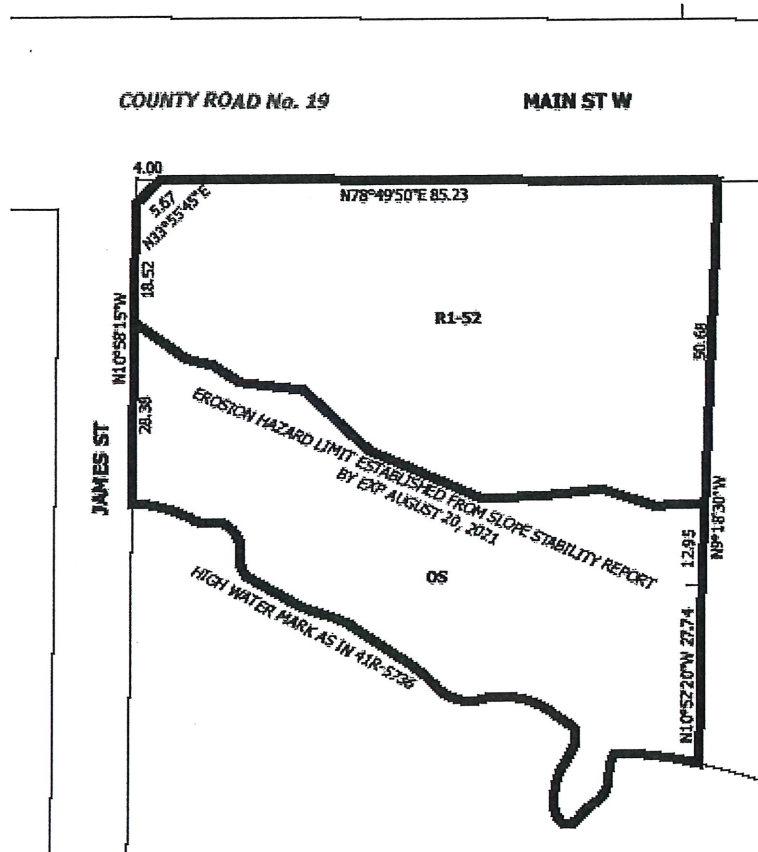 COUNTY ROAD No. 19
MAIN ST W
4.00
5.67
N33°55'45"E
N78°49'50"E 85.23
18.52
N10°58'15"W
R1-52
50.68
28.38
JAMES ST
EROSION HAZARD LIMIT ESTABLISHED FROM SLOPE STABILITY REPORT
BY EXP AUGUST 20, 2021
N9°18'30"W
12.95
OS
HIGH WATER MARK AS IN 41R-5736
N10°52'20"W 27.74